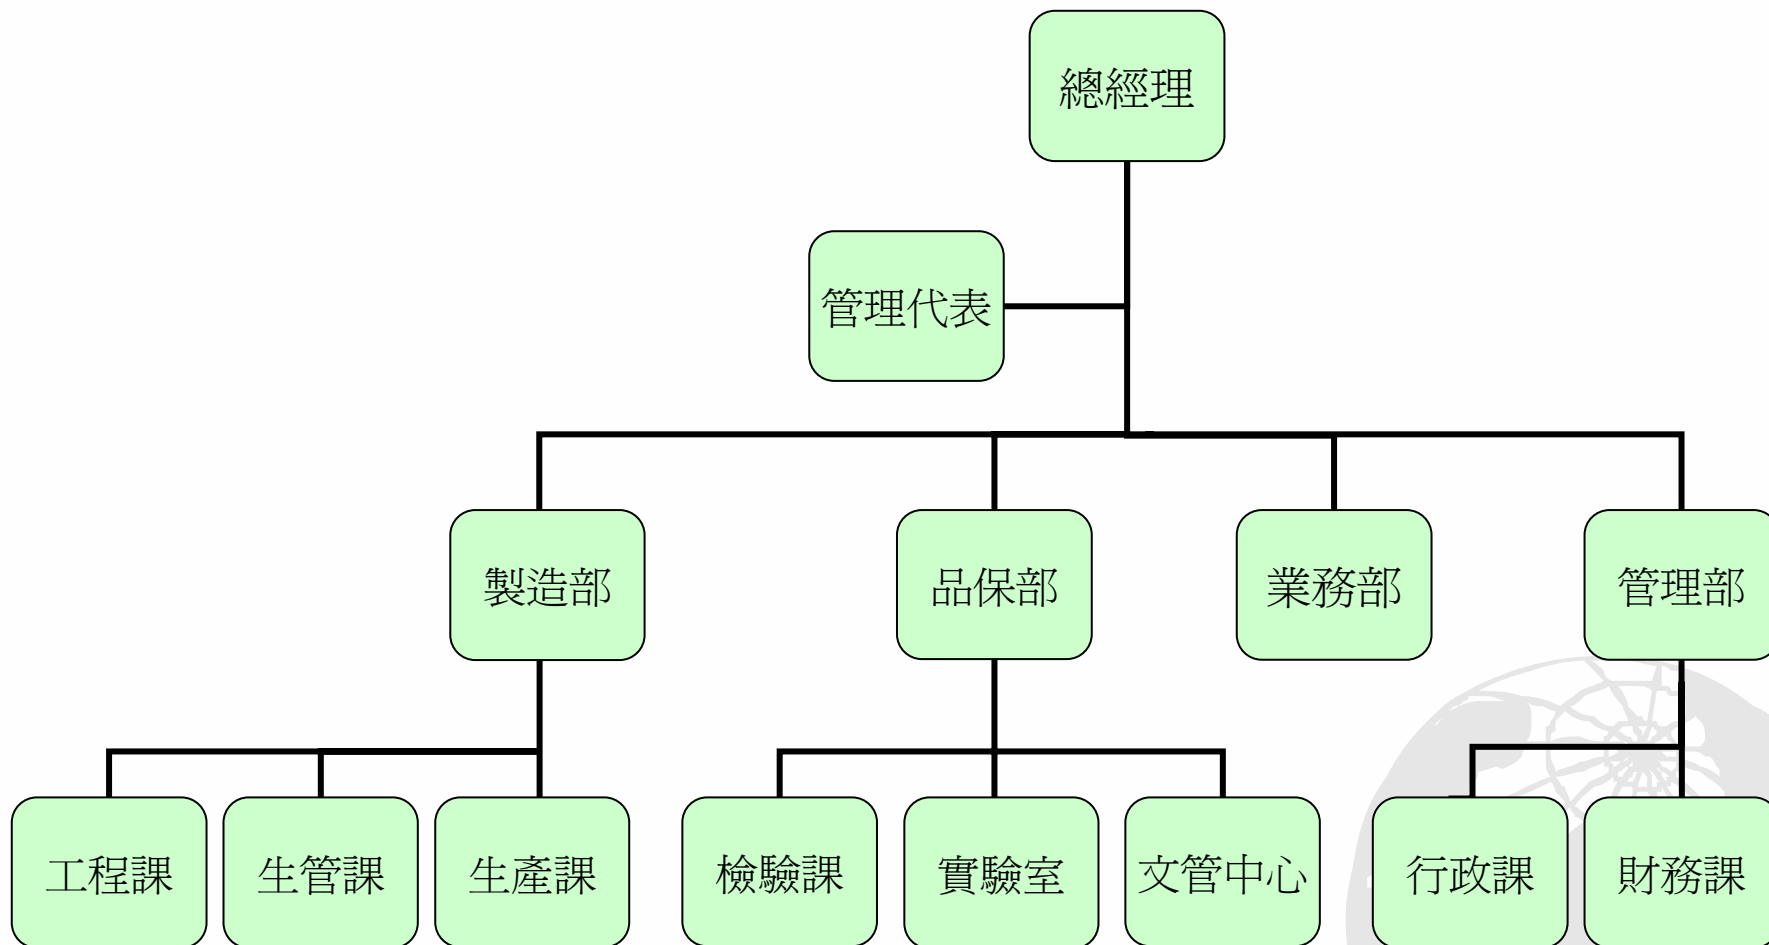 總經理
管理代表
製造部
品保部
業務部
管理部
工程課
生管課
生產課
檢驗課
實驗室
文管中心
行政課
財務課